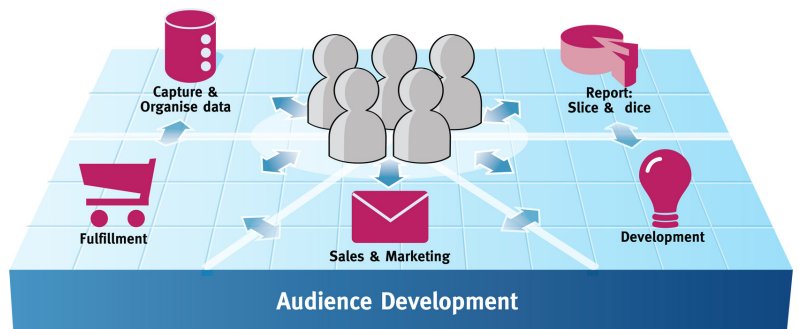 Capture &
Organise data
Report:
Slice & dice
Fulfillment
Sales & Marketing
Development
Audience Development